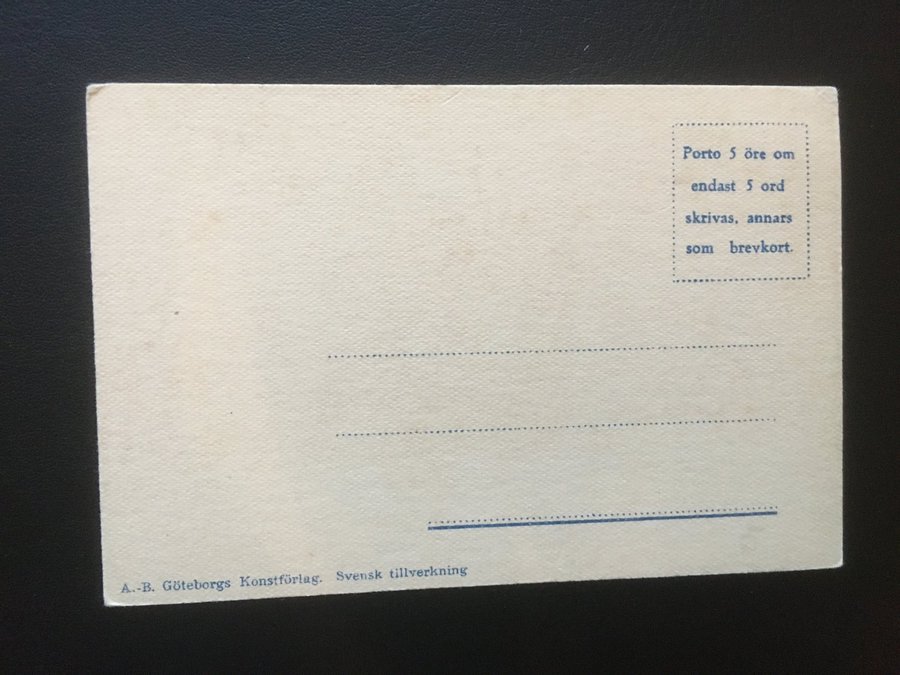 Porto 5 öre om
endast 5 ord
skrivas, annars
som brevkort.
A.-B. Göteborgs Konstförlag. Svensk tillverkning